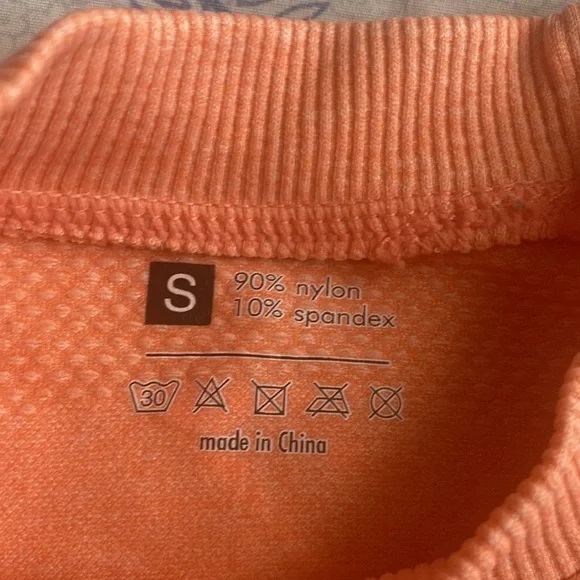 S
90% nylon
10% spandex
30
made in China